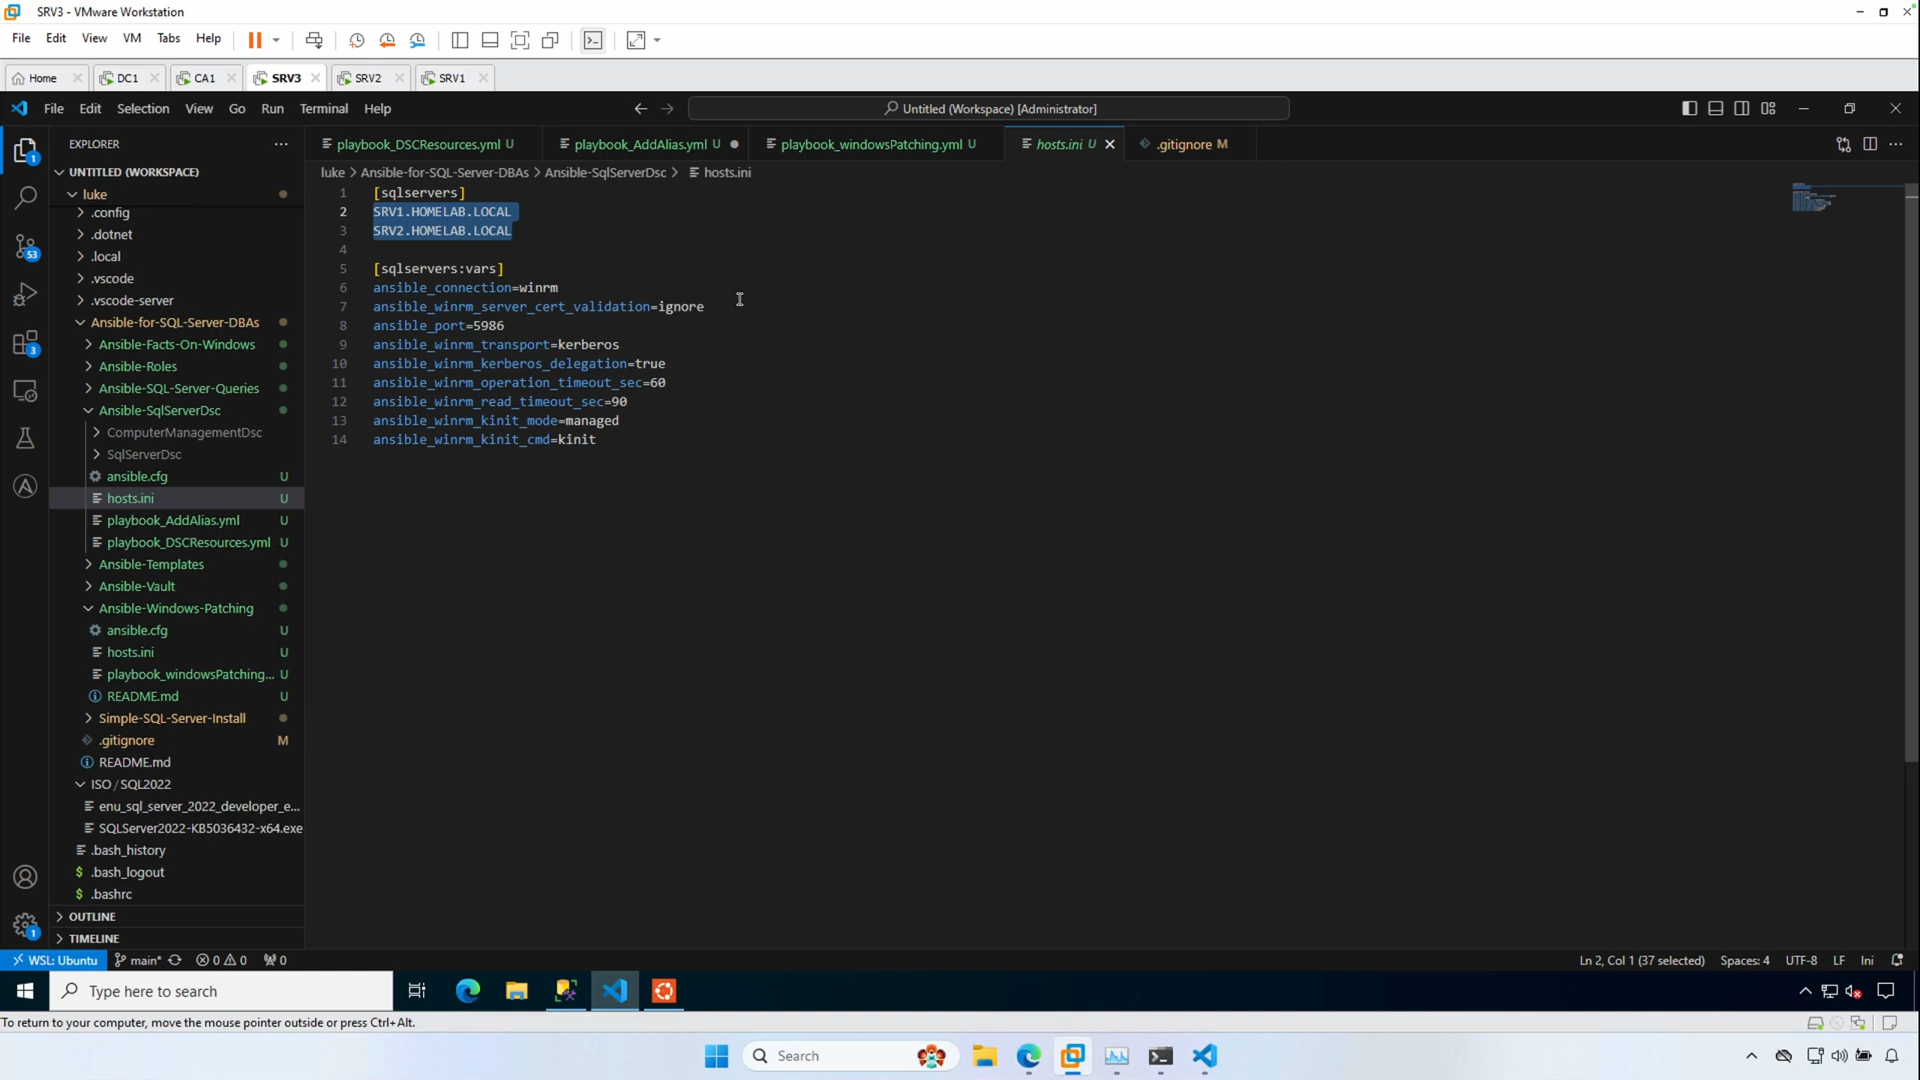 SRV3 - VMware Workstation
File Edit View VM Tabs Help
Home DC1 CA1 SRV3 SRV2 SRV1
File Edit Selection View Go Run Terminal Help
Untitled (Workspace) [Administrator]
EXPLORER
playbook_DSCResources.yml U
playbook_AddAlias.yml U
playbook_windowsPatching.yml U
hosts.ini U
.gitignore M
UNTITLED (WORKSPACE)
luke
.config
.dotnet
.local
.vscode
.vscode-server
Ansible-for-SQL-Server-DBAs
Ansible-Facts-On-Windows
Ansible-Roles
Ansible-SQL-Server-Queries
Ansible-SqlServerDsc
ComputerManagementDsc
SqlServerDsc
ansible.cfg U
hosts.ini U
playbook_AddAlias.yml U
playbook_DSCResources.yml U
Ansible-Templates
Ansible-Vault
Ansible-Windows-Patching
ansible.cfg U
hosts.ini U
playbook_windowsPatching... U
README.md U
Simple-SQL-Server-Install
.gitignore M
README.md
ISO / SQL2022
enu_sql_server_2022_developer_e...
SQLServer2022-KB5036432-x64.exe
.bash_history
.bash_logout
.bashrc
OUTLINE
TIMELINE
1
53
3
1
luke > Ansible-for-SQL-Server-DBAs > Ansible-SqlServerDsc > hosts.ini
1 [sqlservers]
2 SRV1.HOMELAB.LOCAL
3 SRV2.HOMELAB.LOCAL
4
5 [sqlservers:vars]
6 ansible_connection=winrm
7 ansible_winrm_server_cert_validation=ignore
8 ansible_port=5986
9 ansible_winrm_transport=kerberos
10 ansible_winrm_kerberos_delegation=true
11 ansible_winrm_operation_timeout_sec=60
12 ansible_winrm_read_timeout_sec=90
13 ansible_winrm_kinit_mode=managed
14 ansible_winrm_kinit_cmd=kinit
WSL: Ubuntu main* 0 0 0
Ln 2, Col 1 (37 selected) Spaces: 4 UTF-8 LF Ini
Type here to search
To return to your computer, move the mouse pointer outside or press Ctrl+Alt.
Search